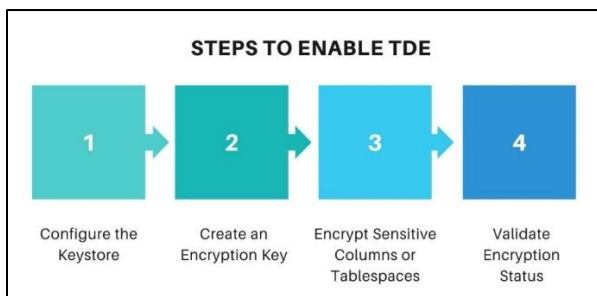 STEPS TO ENABLE TDE
1
2
3
4
Configure the
Keystore
Create an
Encryption Key
Encrypt Sensitive
Columns or
Tablespaces
Validate
Encryption
Status